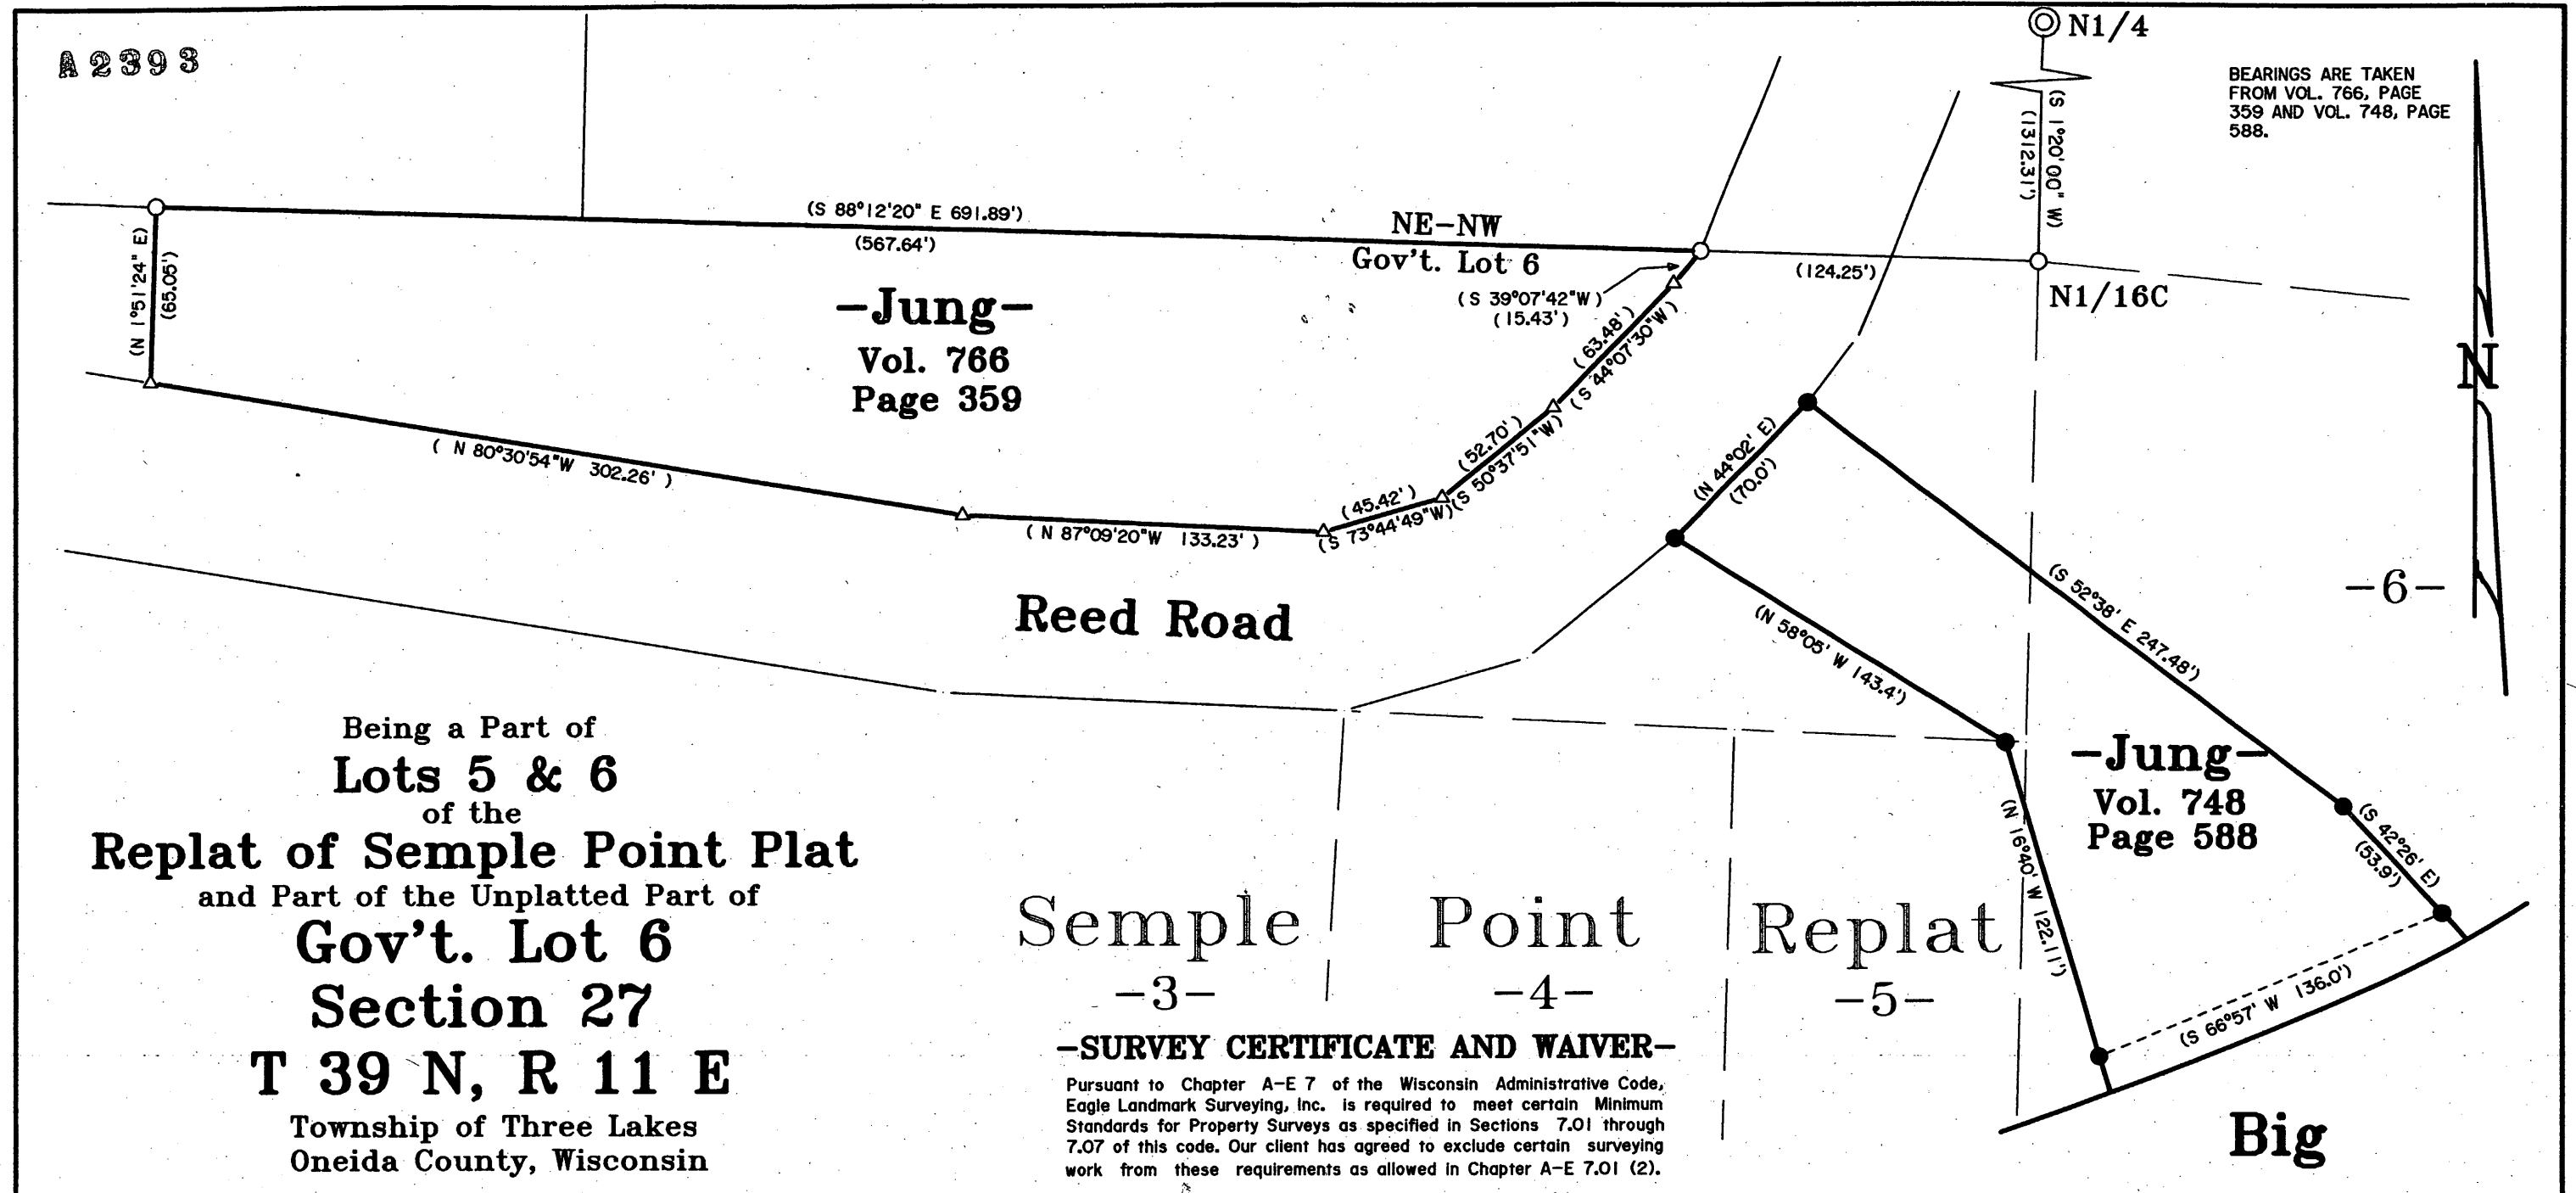 A2393
N1/4
BEARINGS ARE TAKEN
FROM VOL. 766, PAGE
359 AND VOL. 748, PAGE
588.
(S 1°20'00" W)
(1312.31')
(S 88°12'20" E 691.89')
(567.64')
NE-NW
Gov't. Lot 6
(S 39°07'42"W)
(15.43')
(124.25')
N1/16C
(N 1°51'24" E)
(65.05')
-Jung-
Vol. 766
Page 359
(63.48')
(S 44°07'30"W)
(52.70')
(S 50°37'51"W)
(45.42')
(S 73°44'49"W)
(N 80°30'54"W 302.26')
(N 87°09'20"W 133.23')
N
(N 44°02' E)
(70.0')
Reed Road
(S 52°38' E 247.48')
-6-
(N 58°05' W 143.4')
Being a Part of
Lots 5 & 6
of the
Replat of Semple Point Plat
and Part of the Unplatted Part of
Gov't. Lot 6
Section 27
T 39 N, R 11 E
Township of Three Lakes
Oneida County, Wisconsin
-Jung-
Vol. 748
Page 588
(N 16°40' W 122.11')
(S 42°26' E)
(53.9')
(S 66°57' W 136.0')
Semple Point Replat
-3- -4- -5-
-SURVEY CERTIFICATE AND WAIVER-
Pursuant to Chapter A-E 7 of the Wisconsin Administrative Code,
Eagle Landmark Surveying, Inc. is required to meet certain Minimum
Standards for Property Surveys as specified in Sections 7.01 through
7.07 of this code. Our client has agreed to exclude certain surveying
work from these requirements as allowed in Chapter A-E 7.01 (2).
Big